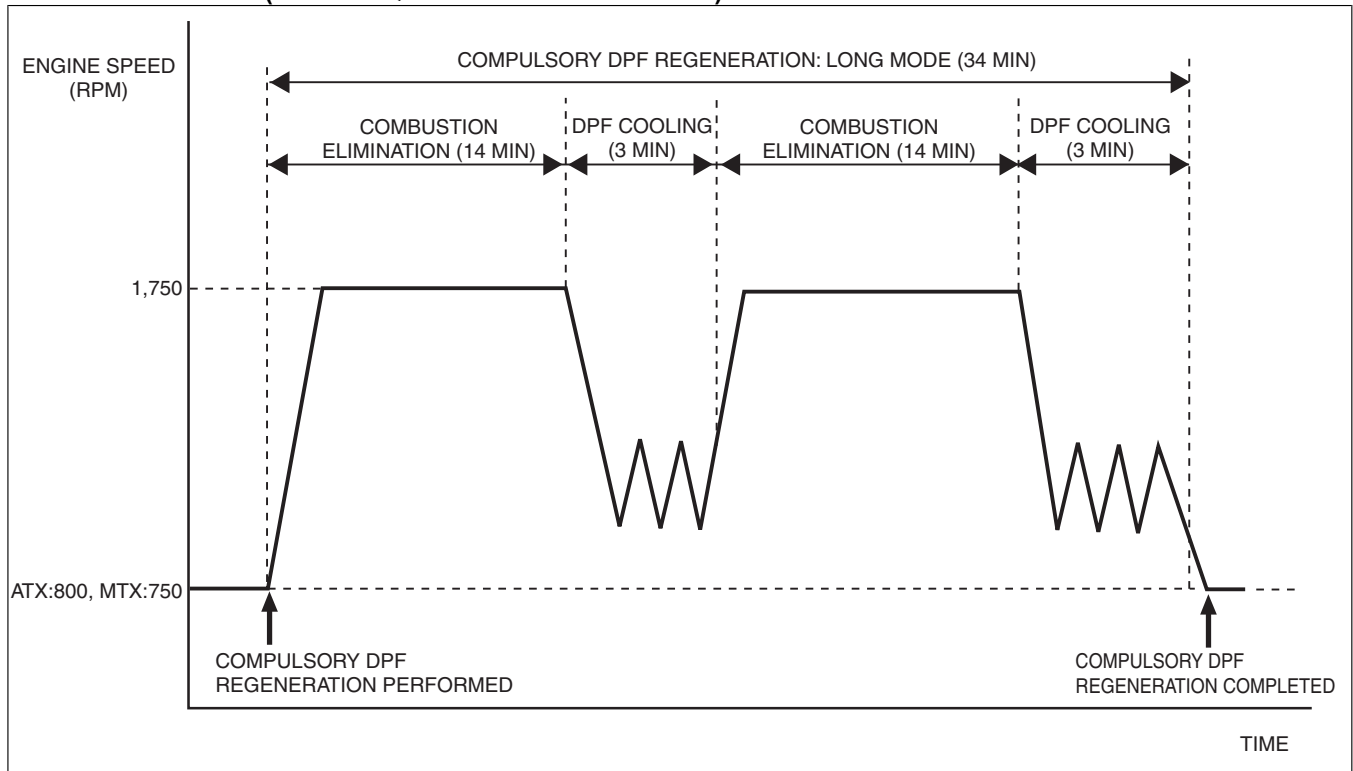 ENGINE SPEED
(RPM)
COMPULSORY DPF REGENERATION: LONG MODE (34 MIN)
COMBUSTION
ELIMINATION (14 MIN)
DPF COOLING
(3 MIN)
COMBUSTION
ELIMINATION (14 MIN)
DPF COOLING
(3 MIN)
1,750
ATX:800, MTX:750
COMPULSORY DPF
REGENERATION PERFORMED
COMPULSORY DPF
REGENERATION COMPLETED
TIME